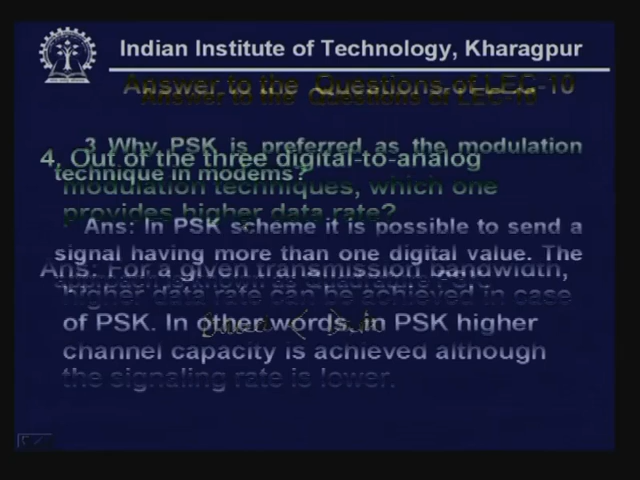 Indian Institute of Technology, Kharagpur
Answer to the Questions of LEC-10
3 Why PSK is preferred as the modulation
technique in modems?
4. Out of the three digital-to-analog
modulation techniques, which one
provides higher data rate?
Ans: In PSK scheme it is possible to send a
signal having more than one digital value. The
Ans: For a given transmission bandwidth,
higher data rate can be achieved in case
of PSK. In other words, in PSK higher
channel capacity is achieved although
the signaling rate is lower.